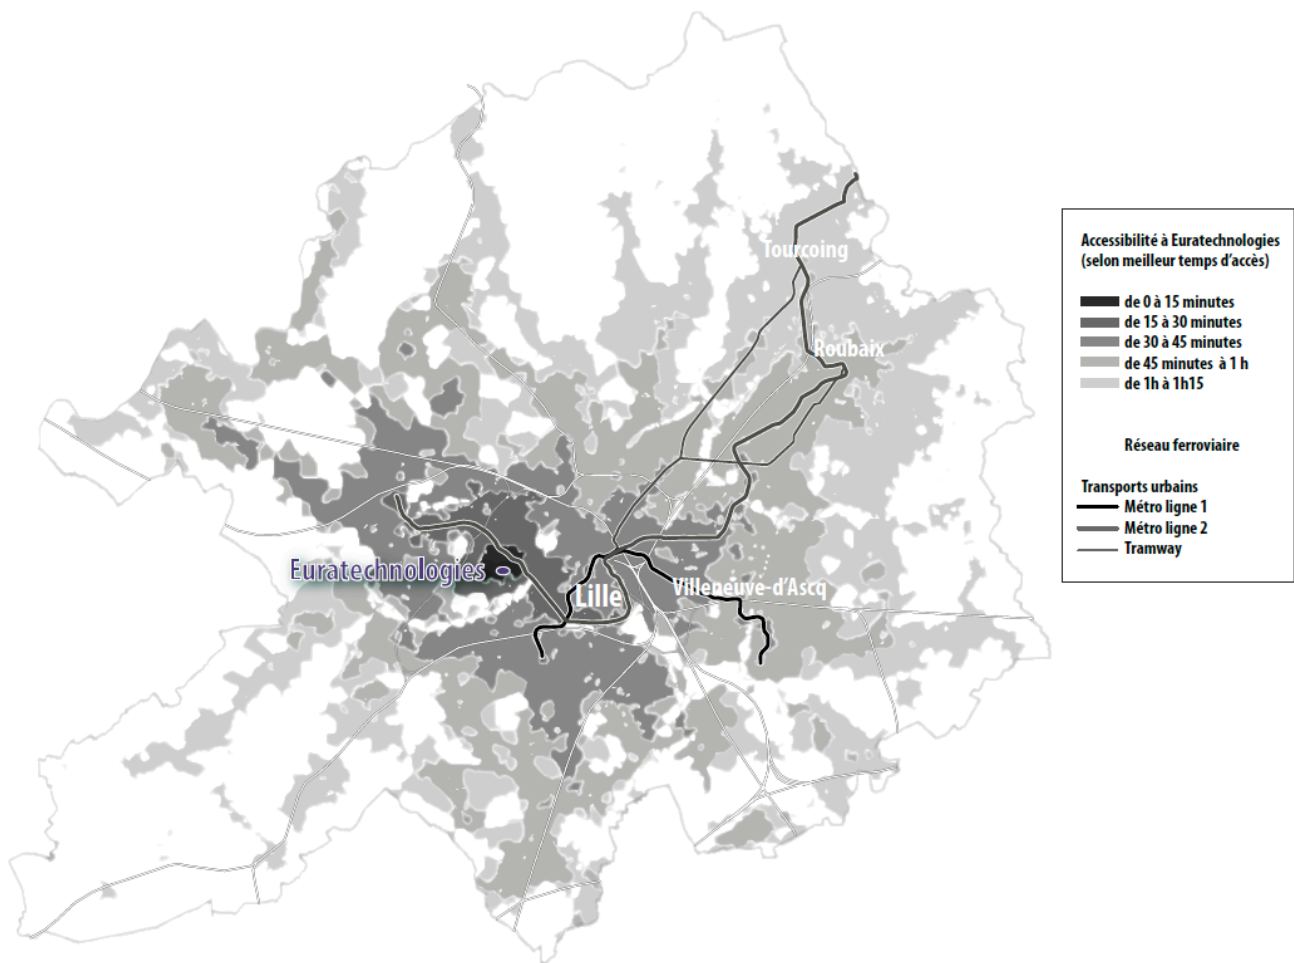 Tourcoing
Roubaix
Euratechnologies
Lille
Villeneuve-d'Ascq
Accessibilité à Euratechnologies
(selon meilleur temps d'accès)
de 0 à 15 minutes
de 15 à 30 minutes
de 30 à 45 minutes
de 45 minutes à 1 h
de 1h à 1h15
Réseau ferroviaire
Transports urbains
Métro ligne 1
Métro ligne 2
Tramway